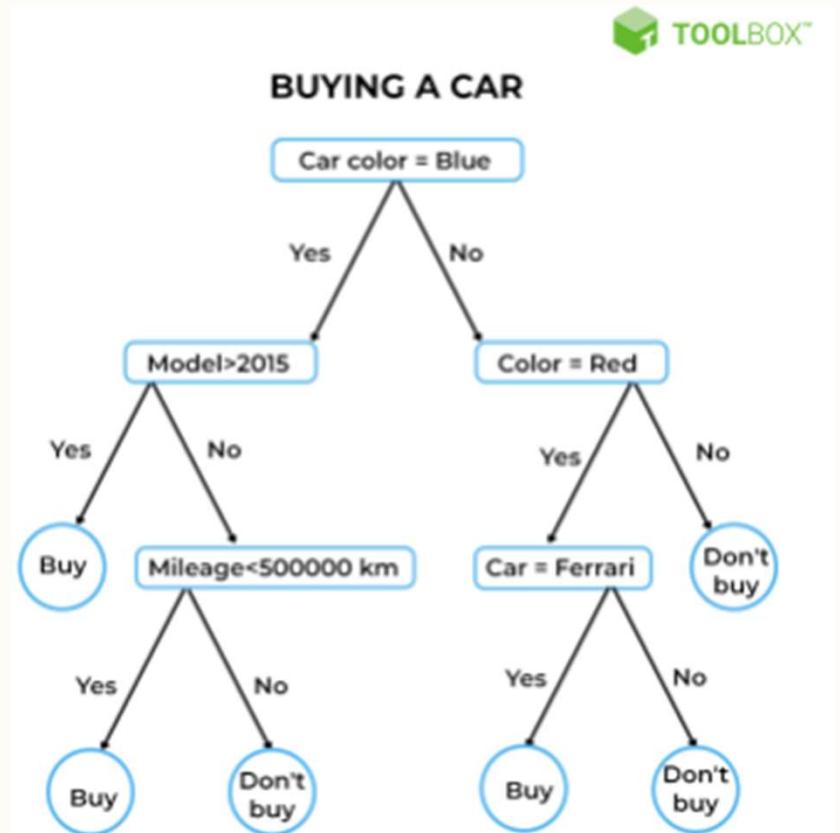 TOOLBOX™
BUYING A CAR
Car color = Blue
Yes
No
Model>2015
Color = Red
Yes
No
Yes
No
Buy
Mileage<500000 km
Car = Ferrari
Don't
buy
Yes
No
Yes
No
Buy
Don't
buy
Buy
Don't
buy